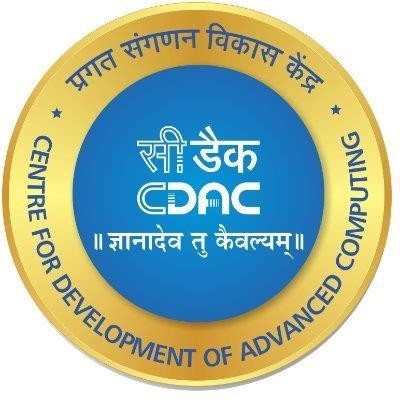 प्रगत संगणन विकास केंद्र
सी डैक
CDAC
॥ ज्ञानादेव तु कैवल्यम् ॥
CENTRE FOR DEVELOPMENT OF ADVANCED COMPUTING